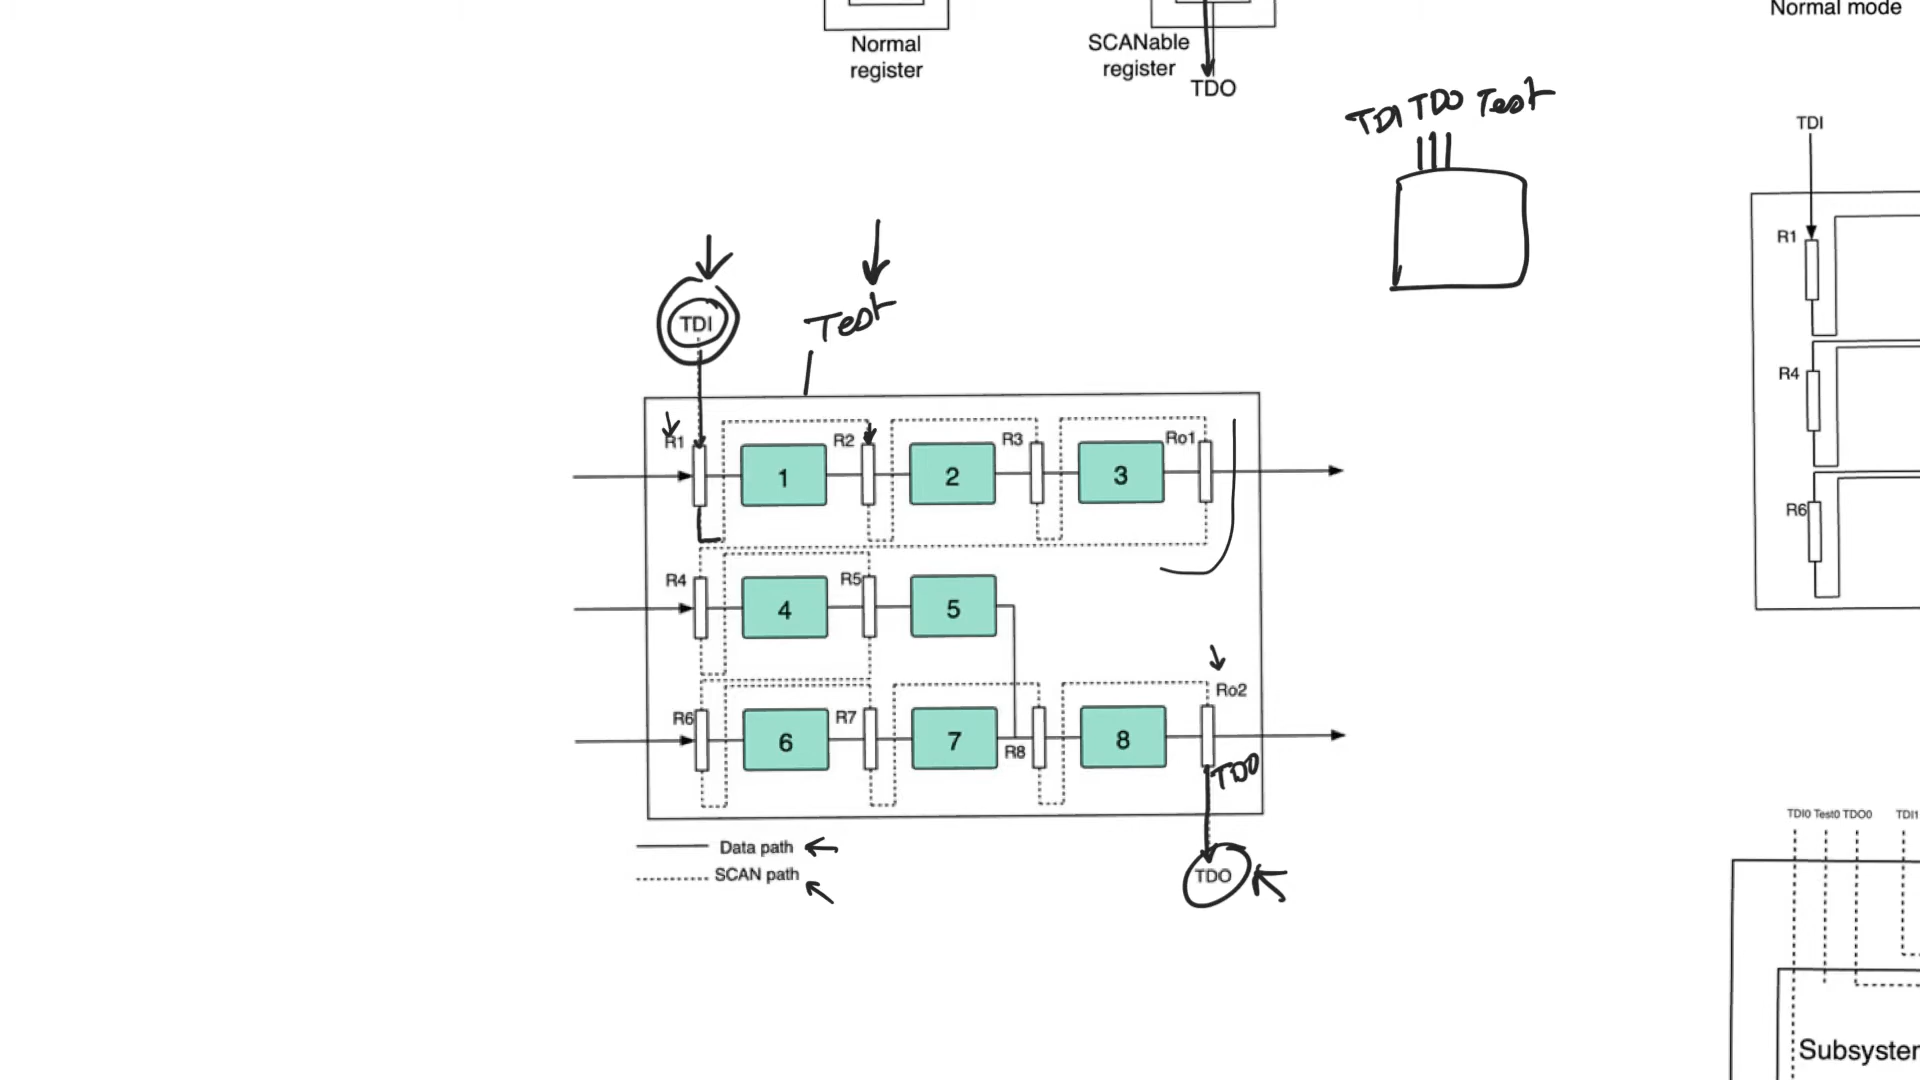 Normal mode
Normal
register
SCANable
register
TDO
TDI TDO Test
TDI
TDI
Test
R1
R1
R2
R3
Ro1
1
2
3
R4
R4
R5
4
5
R6
Ro2
R6
R7
R8
6
7
8
TDO
TDI0 Test0 TDO0
TDI1
Data path
SCAN path
TDO